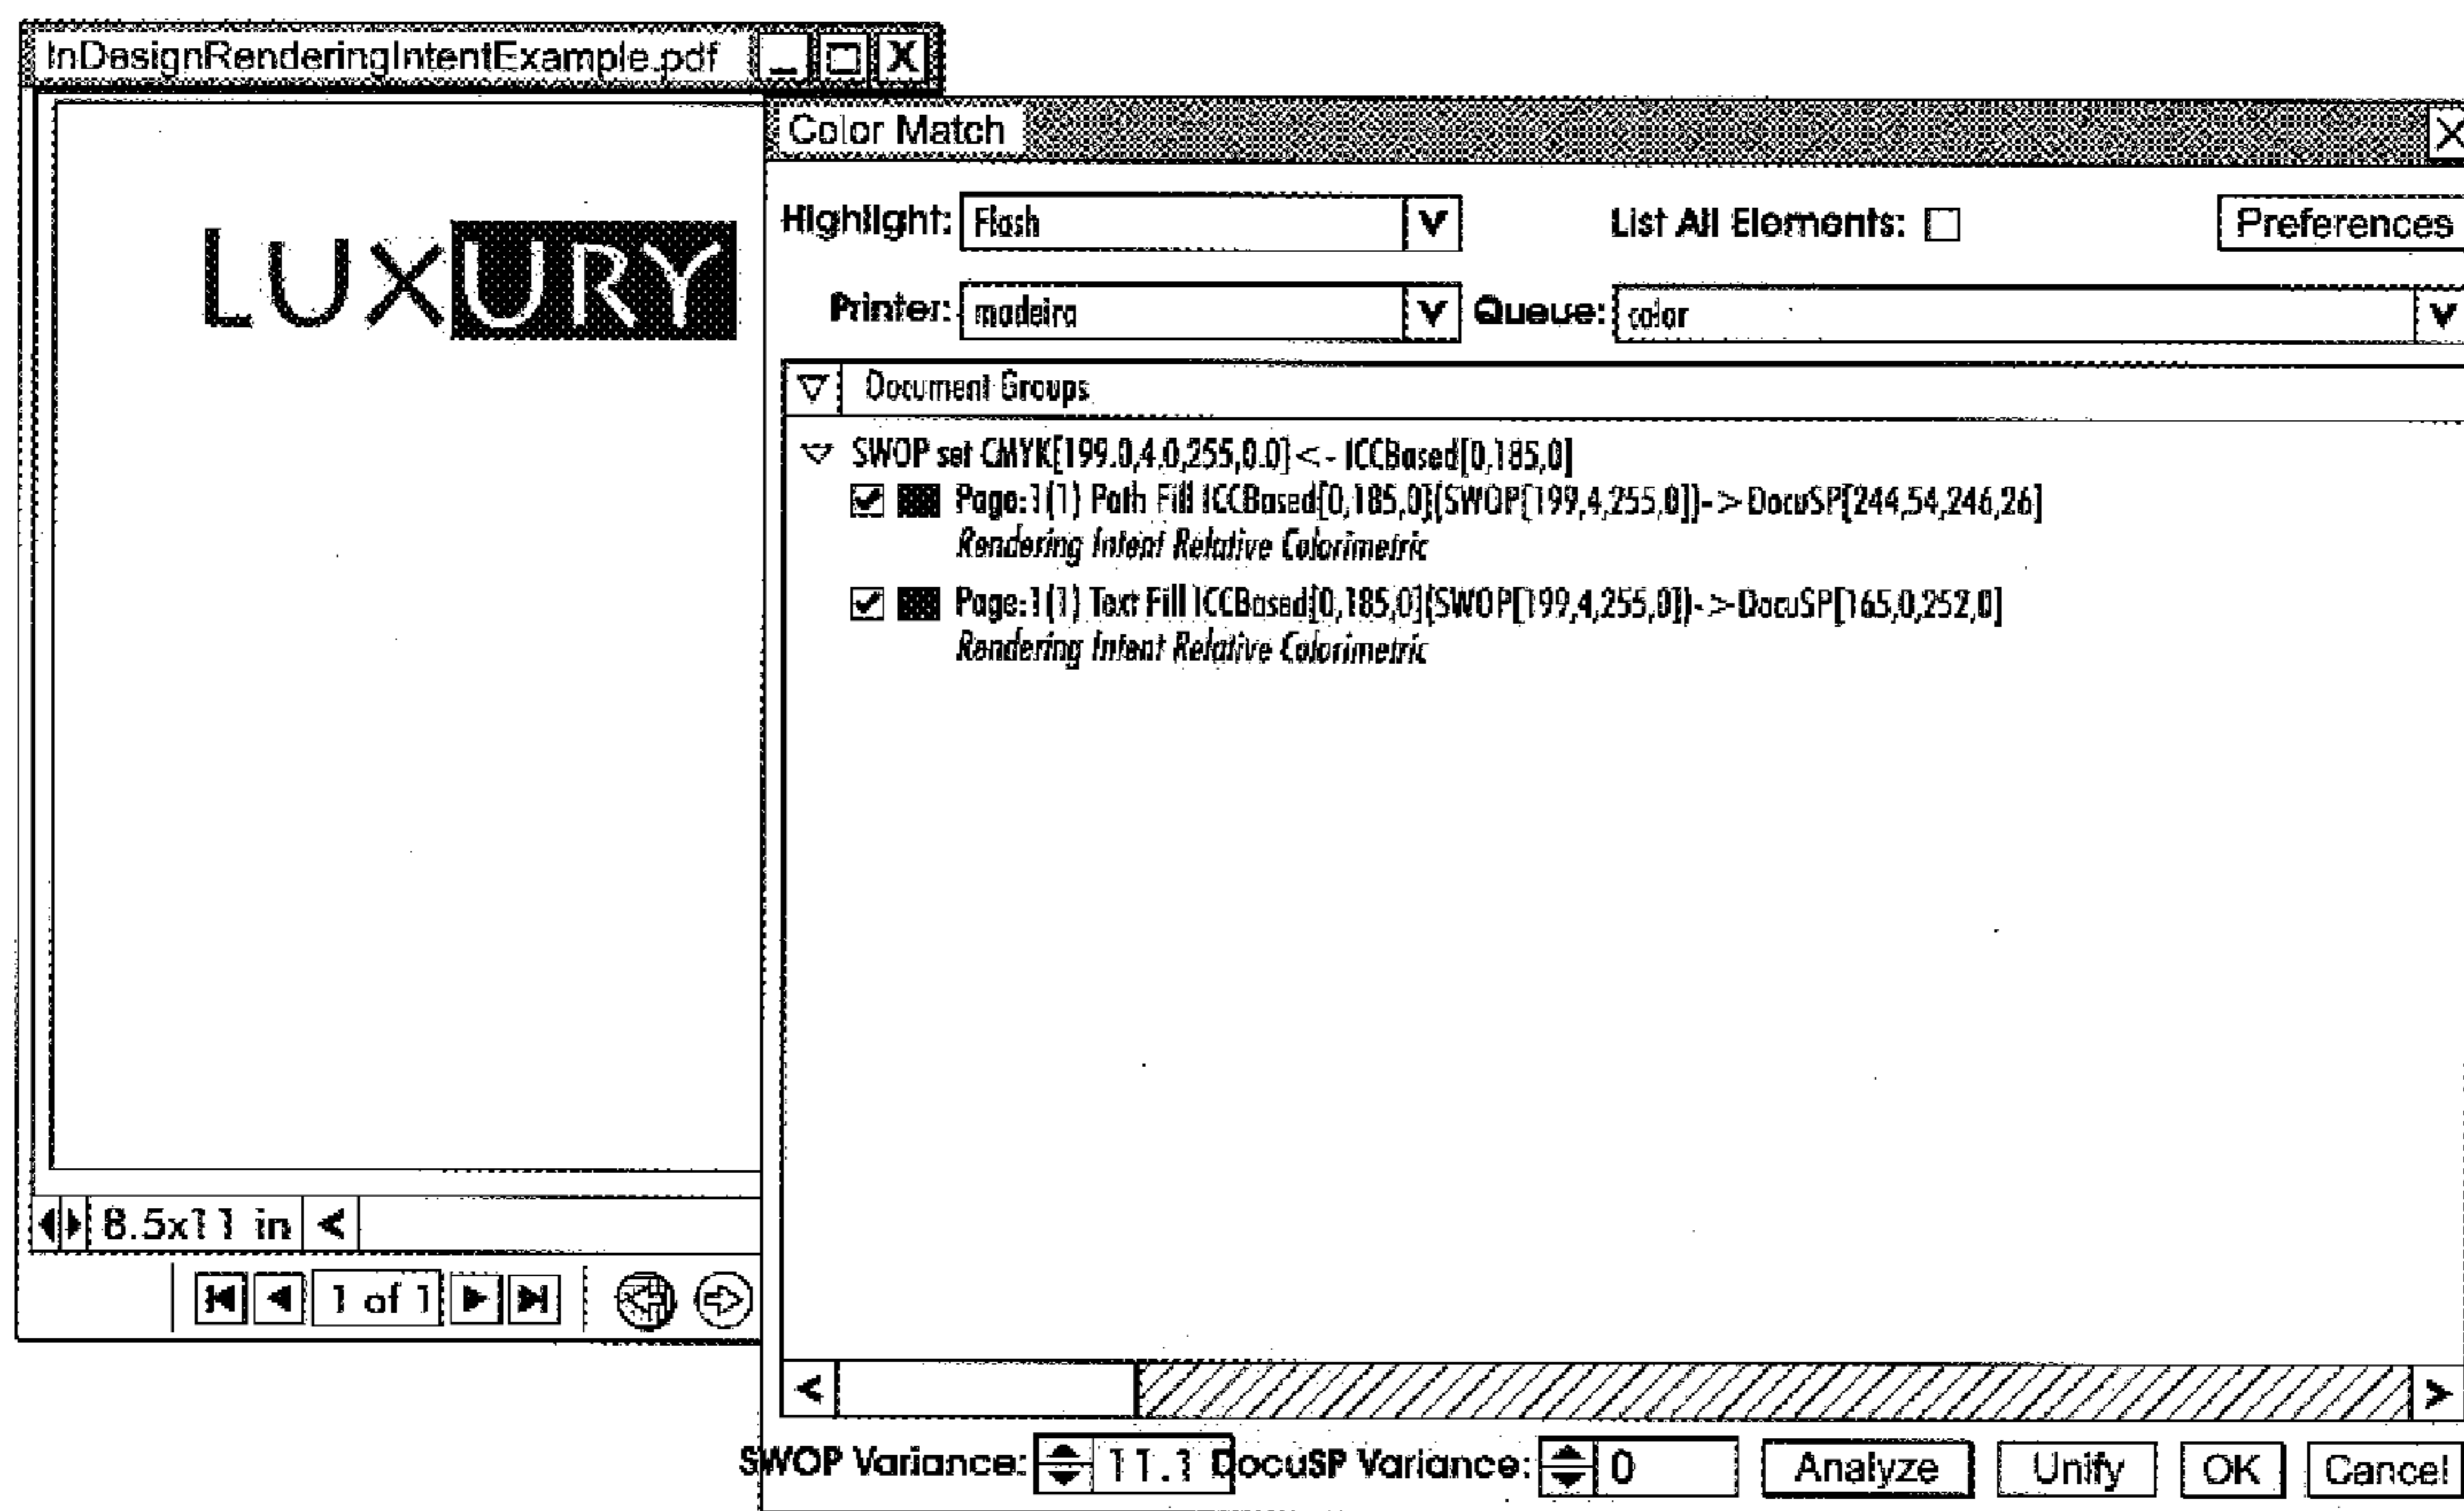 InDesignRenderingIntentExample.pdf
LUXURY
8.5x11 in
1 of 1
Color Match
Highlight: Flash List All Elements: Preferences
Printer: madeira Queue: color
Document Groups
SWOP set CMYK[199.0,4.0,255,0.0] <- ICCBased[0,185,0]
Page:1(1) Path Fill ICCBased[0,185,0](SWOP[199,4,255,0])->DocuSP[244,54,246,26]
Rendering Intent Relative Colorimetric
Page:1(1) Text Fill ICCBased[0,185,0](SWOP[199,4,255,0])->DocuSP[165,0,252,0]
Rendering Intent Relative Colorimetric
SWOP Variance: 11.1 DocuSP Variance: 0 Analyze Unify OK Cancel